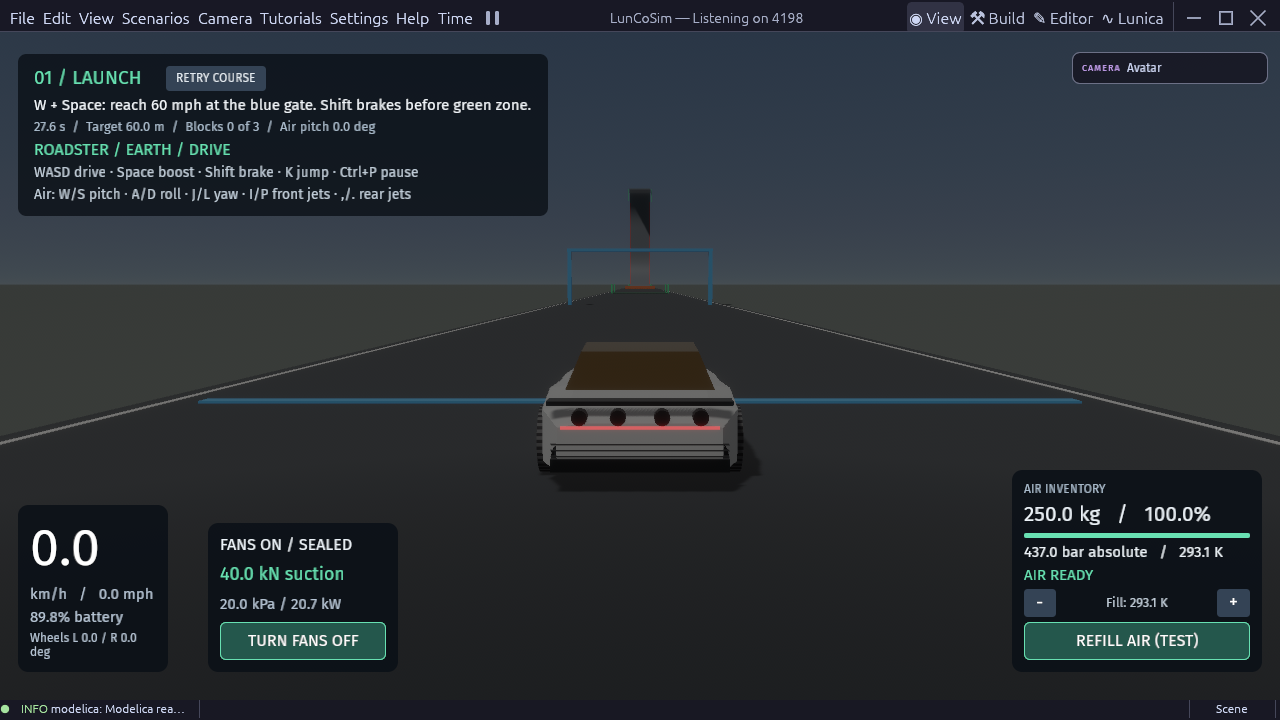 File Edit View Scenarios Camera Tutorials Settings Help Time
LunCoSim — Listening on 4198
View Build Editor Lunica
01 / LAUNCH
RETRY COURSE
W + Space: reach 60 mph at the blue gate. Shift brakes before green zone.
27.6 s / Target 60.0 m / Blocks 0 of 3 / Air pitch 0.0 deg
ROADSTER / EARTH / DRIVE
WASD drive · Space boost · Shift brake · K jump · Ctrl+P pause
Air: W/S pitch · A/D roll · J/L yaw · I/P front jets · ,/. rear jets
CAMERA Avatar
0.0
km/h / 0.0 mph
89.8% battery
Wheels L 0.0 / R 0.0
deg
FANS ON / SEALED
40.0 kN suction
20.0 kPa / 20.7 kW
TURN FANS OFF
AIR INVENTORY
250.0 kg / 100.0%
437.0 bar absolute / 293.1 K
AIR READY
- Fill: 293.1 K +
REFILL AIR (TEST)
INFO modelica: Modelica rea...
Scene